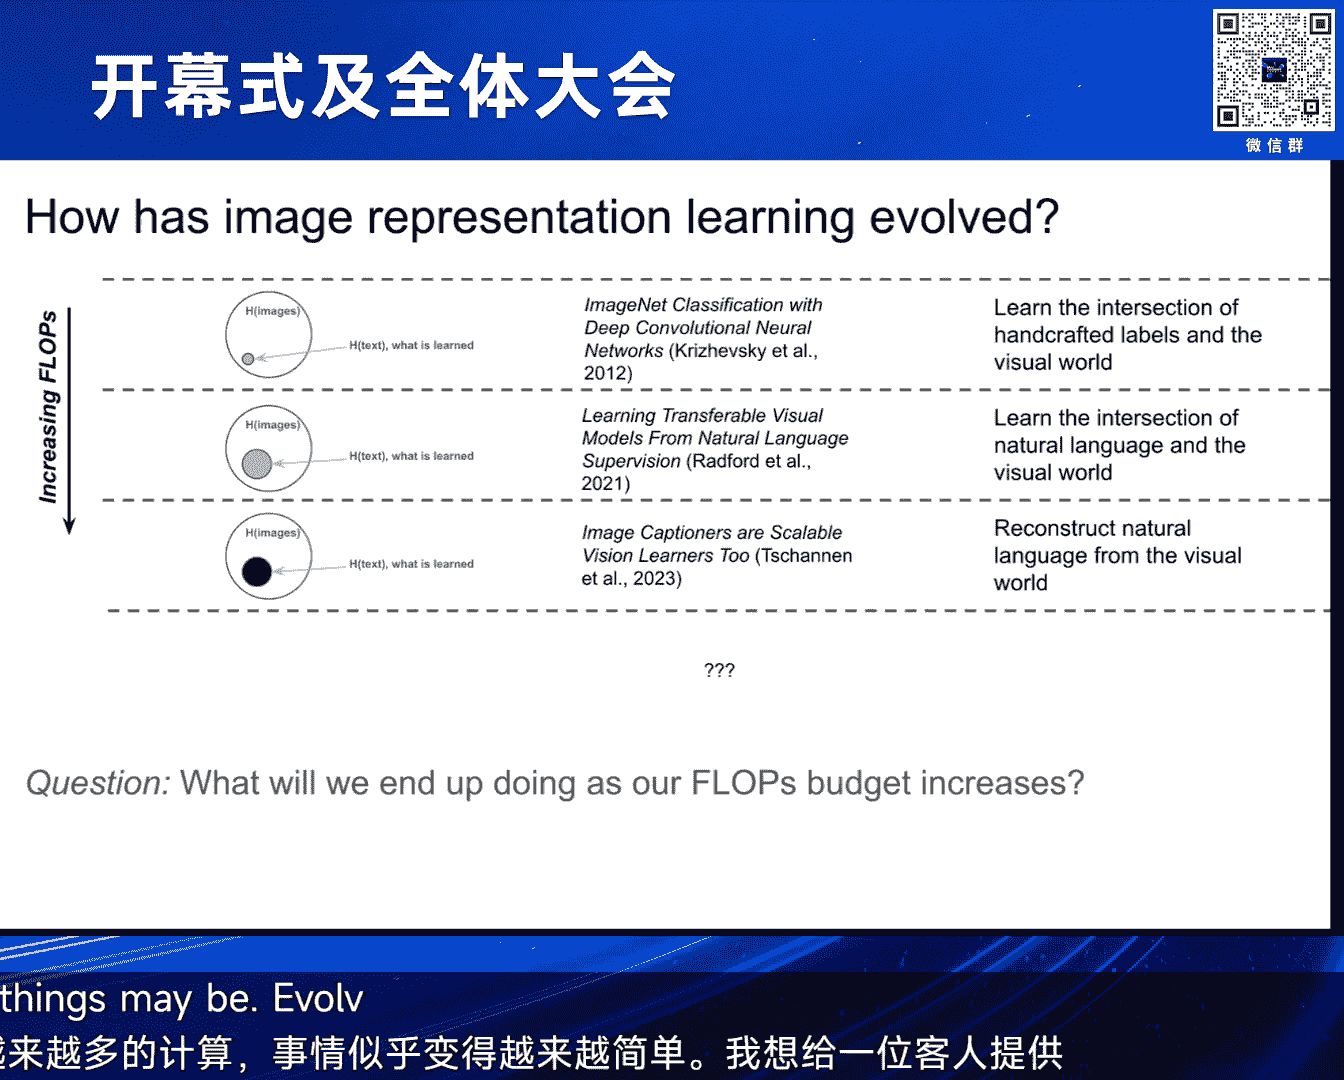 开幕式及全体大会
微信群
How has image representation learning evolved?
Increasing FLOPs
H(images)
H(text), what is learned
ImageNet Classification with
Deep Convolutional Neural
Networks (Krizhevsky et al.,
2012)
Learn the intersection of
handcrafted labels and the
visual world
H(images)
H(text), what is learned
Learning Transferable Visual
Models From Natural Language
Supervision (Radford et al.,
2021)
Learn the intersection of
natural language and the
visual world
H(images)
H(text), what is learned
Image Captioners are Scalable
Vision Learners Too (Tschannen
et al., 2023)
Reconstruct natural
language from the visual
world
???
Question: What will we end up doing as our FLOPs budget increases?
things may be. Evolv
来越多的计算，事情似乎变得越来越简单。我想给一位客人提供